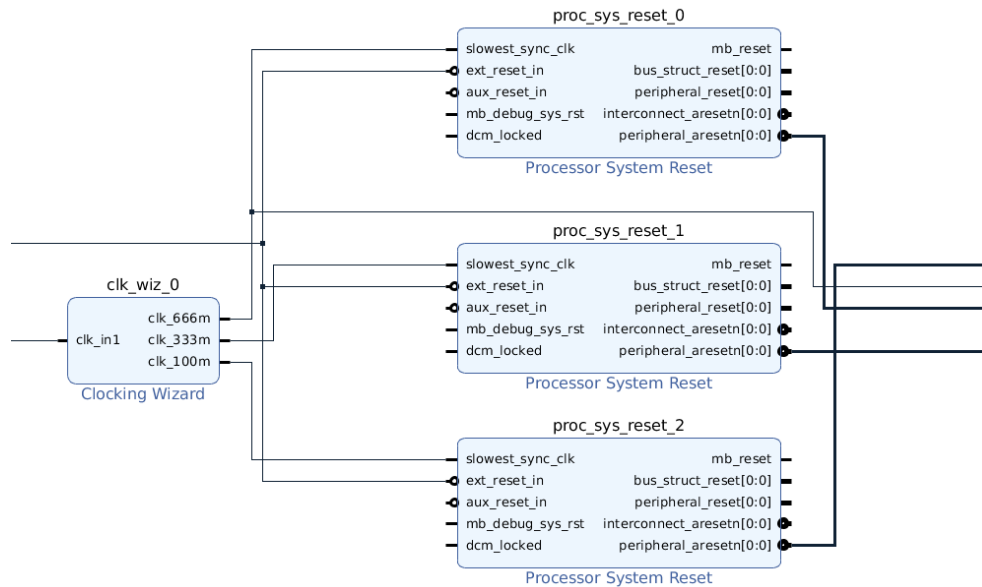 proc_sys_reset_0
slowest_sync_clk
ext_reset_in
aux_reset_in
mb_debug_sys_rst
dcm_locked
mb_reset
bus_struct_reset[0:0]
peripheral_reset[0:0]
interconnect_aresetn[0:0]
peripheral_aresetn[0:0]
Processor System Reset
clk_wiz_0
clk_in1
clk_666m
clk_333m
clk_100m
Clocking Wizard
proc_sys_reset_1
slowest_sync_clk
ext_reset_in
aux_reset_in
mb_debug_sys_rst
dcm_locked
mb_reset
bus_struct_reset[0:0]
peripheral_reset[0:0]
interconnect_aresetn[0:0]
peripheral_aresetn[0:0]
Processor System Reset
proc_sys_reset_2
slowest_sync_clk
ext_reset_in
aux_reset_in
mb_debug_sys_rst
dcm_locked
mb_reset
bus_struct_reset[0:0]
peripheral_reset[0:0]
interconnect_aresetn[0:0]
peripheral_aresetn[0:0]
Processor System Reset